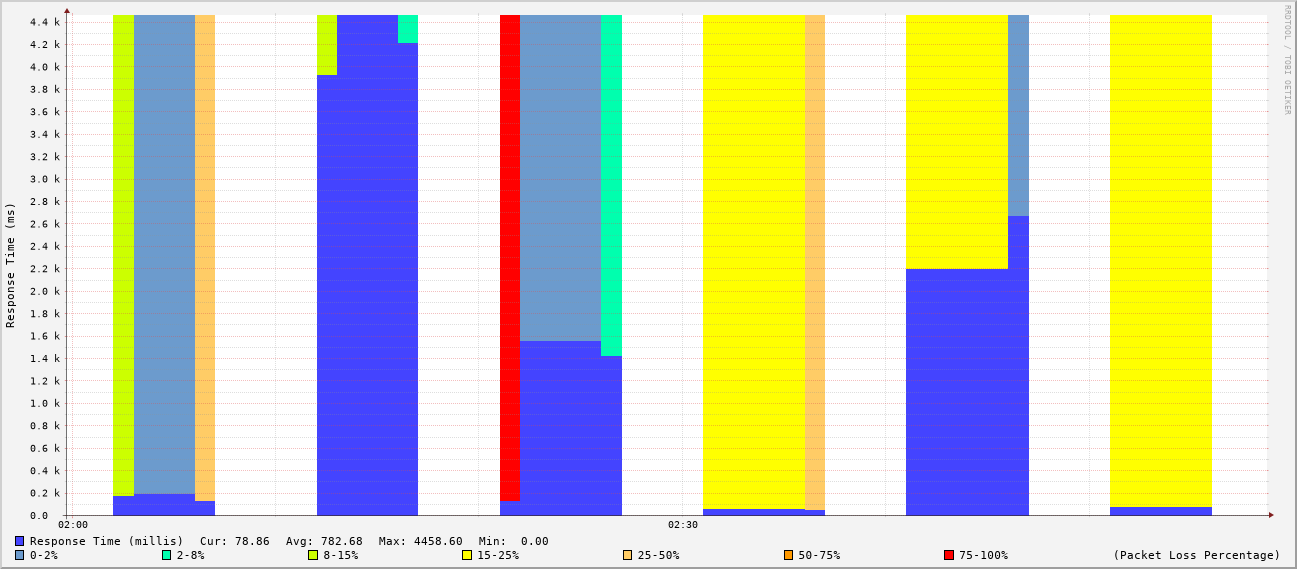 RRDTOOL / TOBI OETIKER
Response Time (ms)
4.4 k
4.2 k
4.0 k
3.8 k
3.6 k
3.4 k
3.2 k
3.0 k
2.8 k
2.6 k
2.4 k
2.2 k
2.0 k
1.8 k
1.6 k
1.4 k
1.2 k
1.0 k
0.8 k
0.6 k
0.4 k
0.2 k
0.0
02:00 02:30
Response Time (millis) Cur: 78.86 Avg: 782.68 Max: 4458.60 Min: 0.00
0-2% 2-8% 8-15% 15-25% 25-50% 50-75% 75-100% (Packet Loss Percentage)